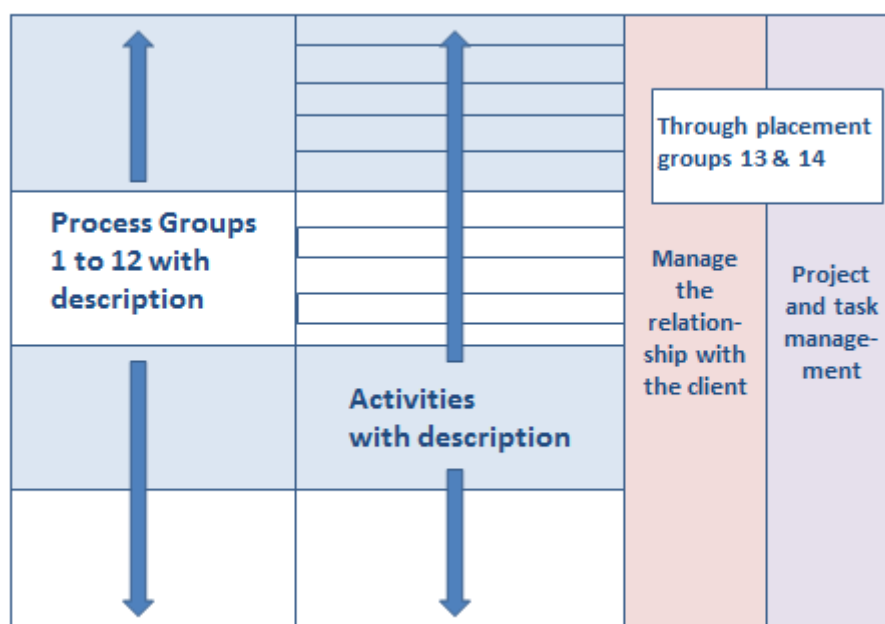 Process Groups
1 to 12 with
description
Activities
with description
Through placement
groups 13 & 14
Manage
the
relation-
ship with
the client
Project
and task
manage-
ment